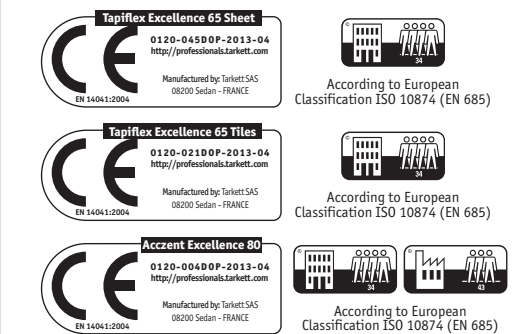 Tapiflex Excellence 65 Sheet
0120-045DOP-2013-04
http://professionals.tarkett.com
Manufactured by: Tarkett SAS
08200 Sedan - FRANCE
EN 14041:2004
34
According to European
Classification ISO 10874 (EN 685)
Tapiflex Excellence 65 Tiles
0120-021DOP-2013-04
http://professionals.tarkett.com
Manufactured by: Tarkett SAS
08200 Sedan - FRANCE
EN 14041:2004
34
According to European
Classification ISO 10874 (EN 685)
Acczent Excellence 80
0120-004DOP-2013-04
http://professionals.tarkett.com
Manufactured by: Tarkett SAS
08200 Sedan - FRANCE
EN 14041:2004
34
43
According to European
Classification ISO 10874 (EN 685)